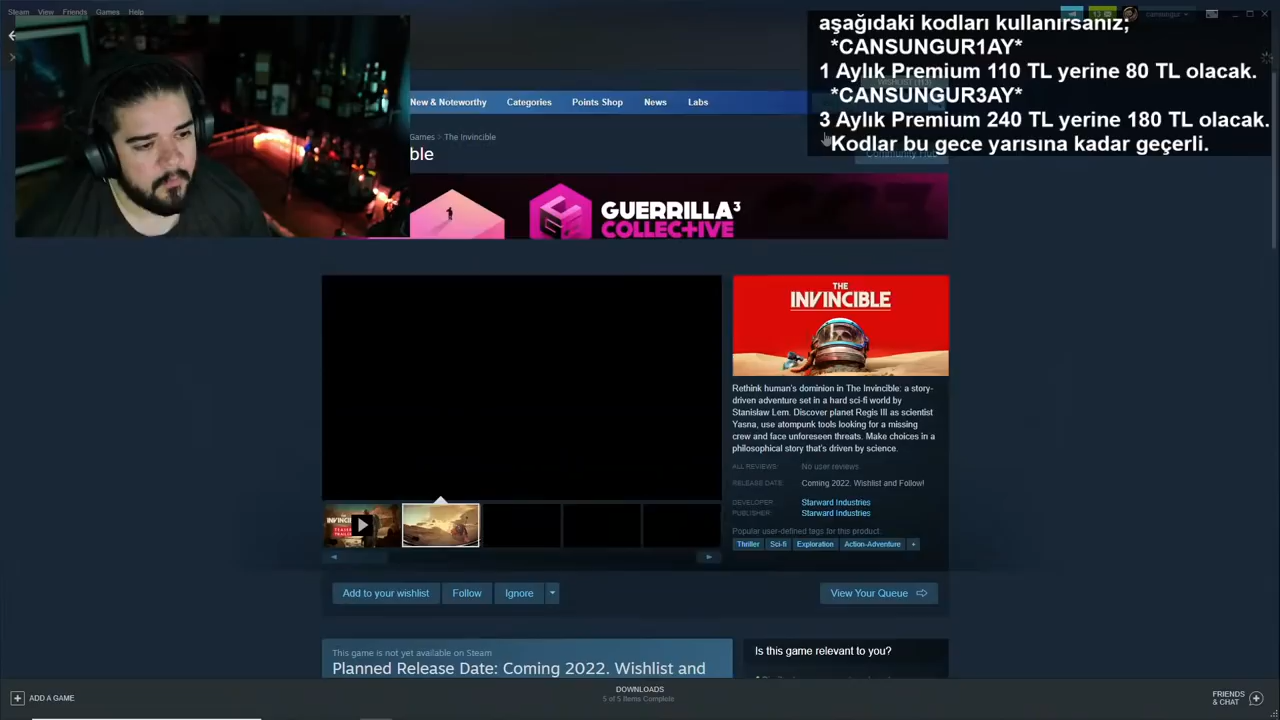 Steam View Friends Games Help
13
cansungur
aşağıdaki kodları kullanırsanız;
*CANSUNGUR1AY*
1 Aylık Premium 110 TL yerine 80 TL olacak.
*CANSUNGUR3AY*
3 Aylık Premium 240 TL yerine 180 TL olacak.
Kodlar bu gece yarısına kadar geçerli.
New & Noteworthy Categories Points Shop News Labs
Games > The Invincible
ble
Community Hub
GUERRILLA³
COLLECTIVE
THE
INVINCIBLE
Rethink human's dominion in The Invincible: a story-
driven adventure set in a hard sci-fi world by
Stanisław Lem. Discover planet Regis III as scientist
Yasna, use atompunk tools looking for a missing
crew and face unforeseen threats. Make choices in a
philosophical story that's driven by science.
ALL REVIEWS: No user reviews
RELEASE DATE: Coming 2022. Wishlist and Follow!
DEVELOPER: Starward Industries
PUBLISHER: Starward Industries
Popular user-defined tags for this product:
Thriller Sci-fi Exploration Action-Adventure +
Add to your wishlist Follow Ignore
View Your Queue
This game is not yet available on Steam
Planned Release Date: Coming 2022. Wishlist and
Is this game relevant to you?
ADD A GAME
DOWNLOADS
5 of 5 Items Complete
FRIENDS
& CHAT